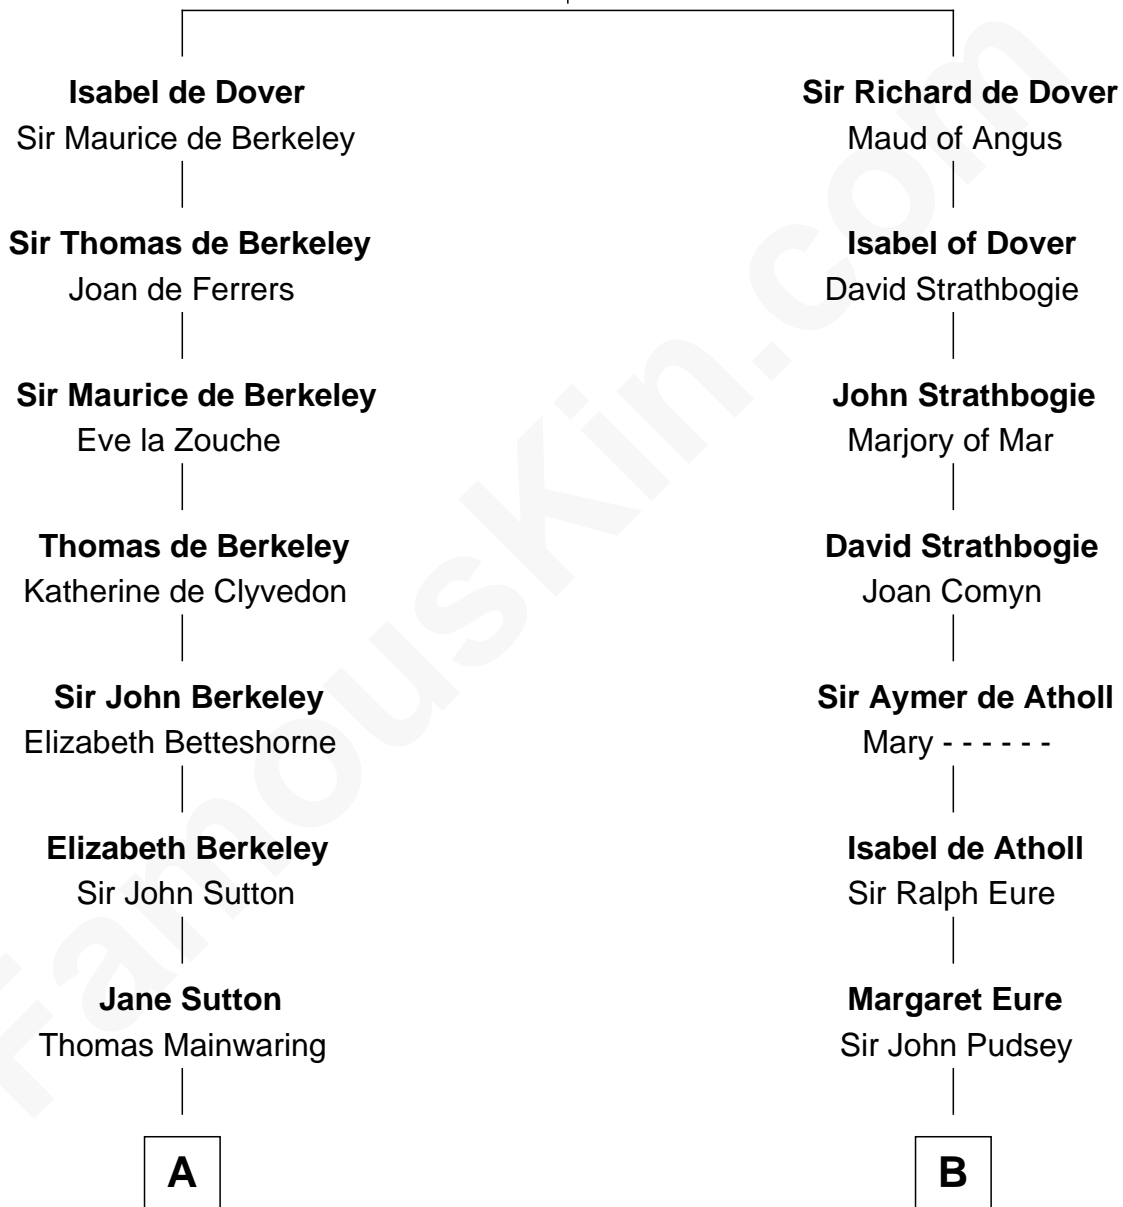 Isabel de Dover
Sir Maurice de Berkeley
Sir Thomas de Berkeley
Joan de Ferrers
Sir Maurice de Berkeley
Eve la Zouche
Thomas de Berkeley
Katherine de Clyvedon
Sir John Berkeley
Elizabeth Betteshorne
Elizabeth Berkeley
Sir John Sutton
Jane Sutton
Thomas Mainwaring
A
Sir Richard de Dover
Maud of Angus
Isabel of Dover
David Strathbogie
John Strathbogie
Marjory of Mar
David Strathbogie
Joan Comyn
Sir Aymer de Atholl
Mary - - - - - -
Isabel de Atholl
Sir Ralph Eure
Margaret Eure
Sir John Pudsey
B
FamousKin.com